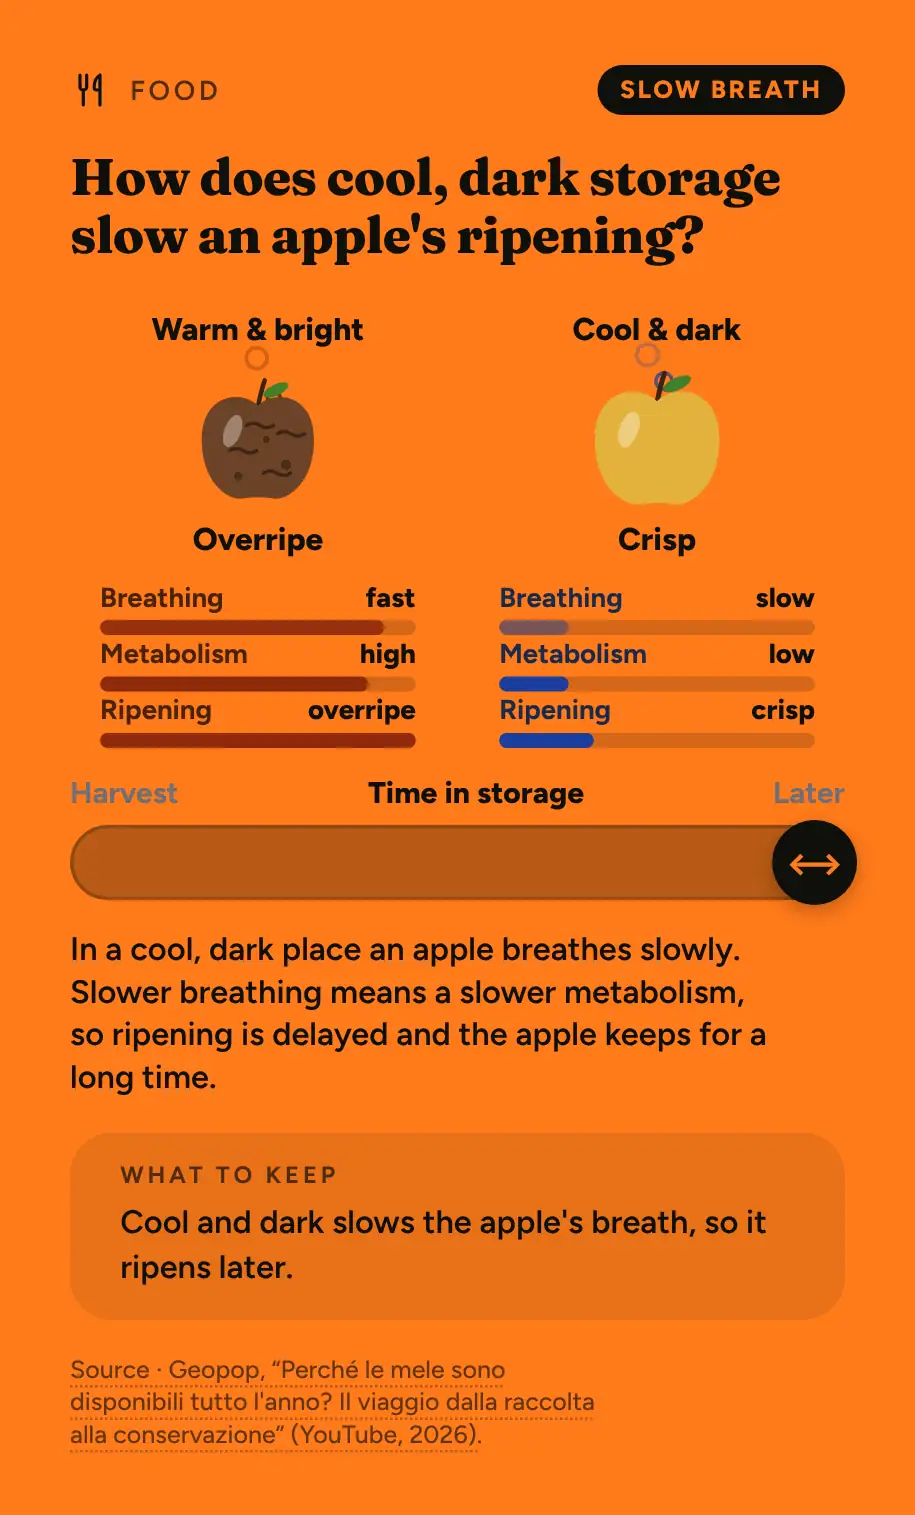 FOOD
SLOW BREATH
How does cool, dark storage
slow an apple's ripening?
Warm & bright
Cool & dark
Overripe
Crisp
Breathing fast
Breathing slow
Metabolism high
Metabolism low
Ripening overripe
Ripening crisp
Harvest Time in storage Later
In a cool, dark place an apple breathes slowly.
Slower breathing means a slower metabolism,
so ripening is delayed and the apple keeps for a
long time.
WHAT TO KEEP
Cool and dark slows the apple's breath, so it
ripens later.
Source · Geopop, “Perché le mele sono
disponibili tutto l'anno? Il viaggio dalla raccolta
alla conservazione” (YouTube, 2026).